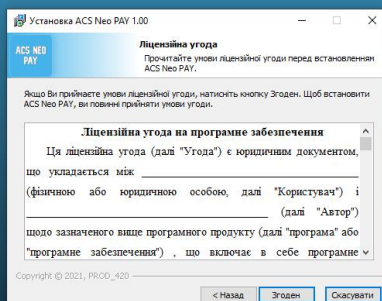 Установка ACS Neo PAY 1.00
ACS NEO
PAY
Ліцензійна угода
Прочитайте умови ліцензійної угоди перед встановленням
ACS Neo PAY.
Якщо Ви приймаєте умови ліцензійної угоди, натисніть кнопку Згоден. Щоб встановити
ACS Neo PAY, ви повинні прийняти умови угоди.
Ліцензійна угода на програмне забезпечення
Ця ліцензійна угода (далі "Угода") є юридичним документом,
що укладається між ____________________
(фізичною або юридичною особою, далі "Користувач") і
____________________ (далі "Автор")
щодо зазначеного вище програмного продукту (далі "програма" або
"програмне забезпечення") , що включає в себе програмне
Copyright © 2021, PROD_420
< Назад
Згоден
Скасувати